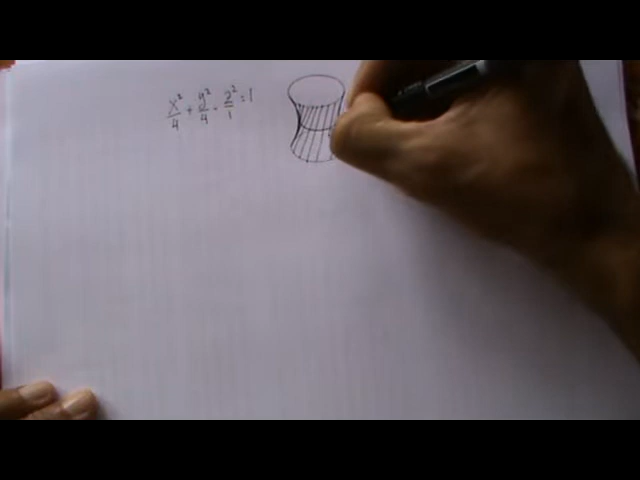 x²/4 + y²/4 - z²/1 = 1